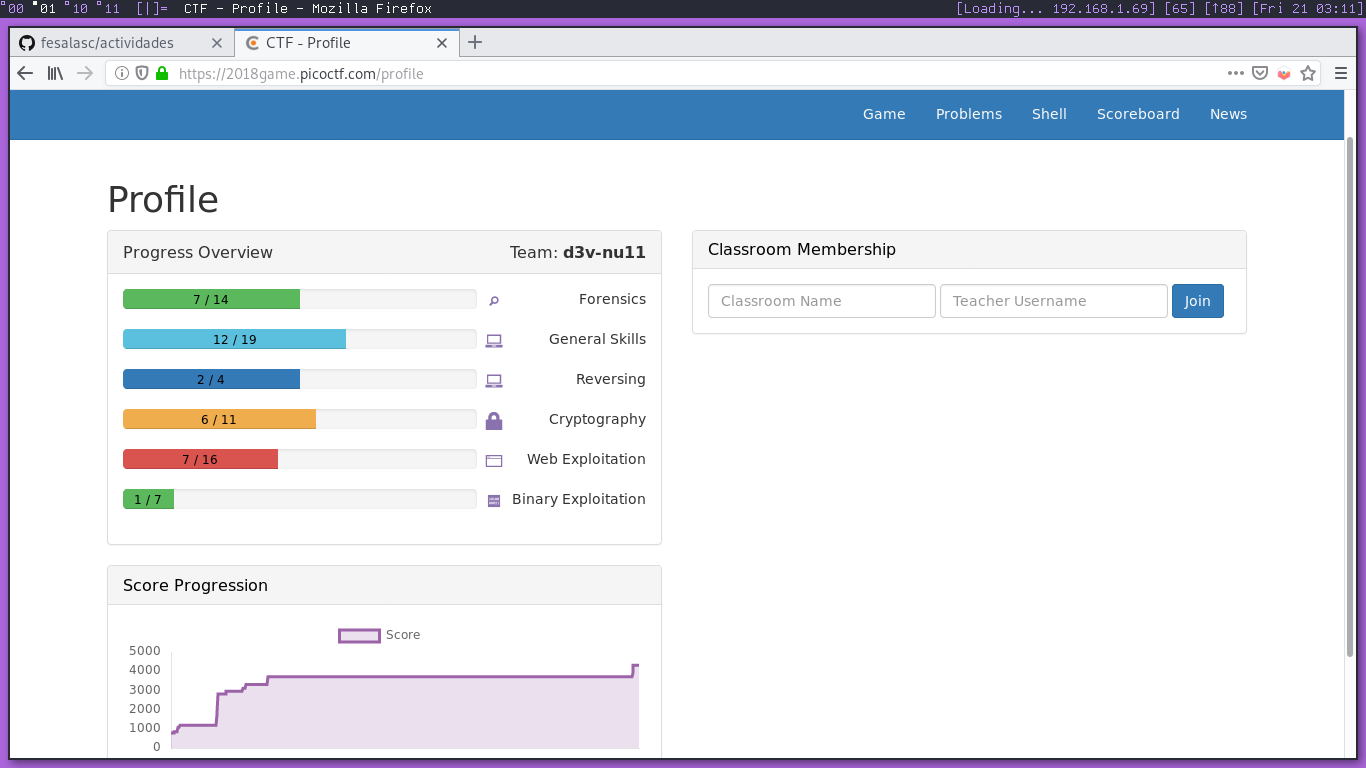 00 01 10 11 [|]= CTF - Profile - Mozilla Firefox [Loading... 192.168.1.69] [65] [↑88] [Fri 21 03:11]
fesalasc/actividades CTF - Profile
https://2018game.picoctf.com/profile
Game Problems Shell Scoreboard News
Profile
Progress Overview Team: d3v-nu11
7 / 14 Forensics
12 / 19 General Skills
2 / 4 Reversing
6 / 11 Cryptography
7 / 16 Web Exploitation
1 / 7 Binary Exploitation
Classroom Membership
Classroom Name Teacher Username Join
Score Progression
Score
5000
4000
3000
2000
1000
0